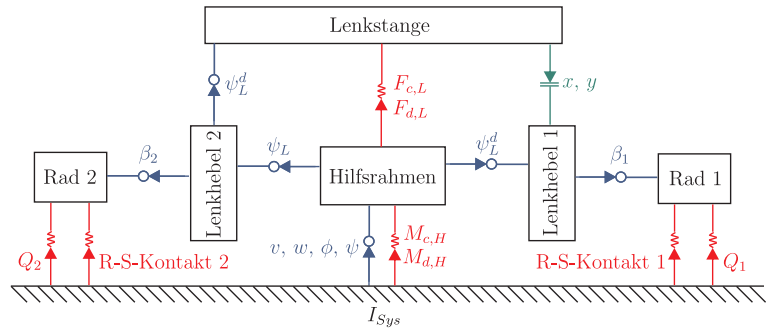 Lenkstange
ψ_L^d
F_{c,L}
F_{d,L}
x, y
Rad 2
β_2
Lenkhebel 2
ψ_L
Hilfsrahmen
ψ_L^d
Lenkhebel 1
β_1
Rad 1
Q_2
R-S-Kontakt 2
v, w, ϕ, ψ
M_{c,H}
M_{d,H}
R-S-Kontakt 1
Q_1
I_{Sys}